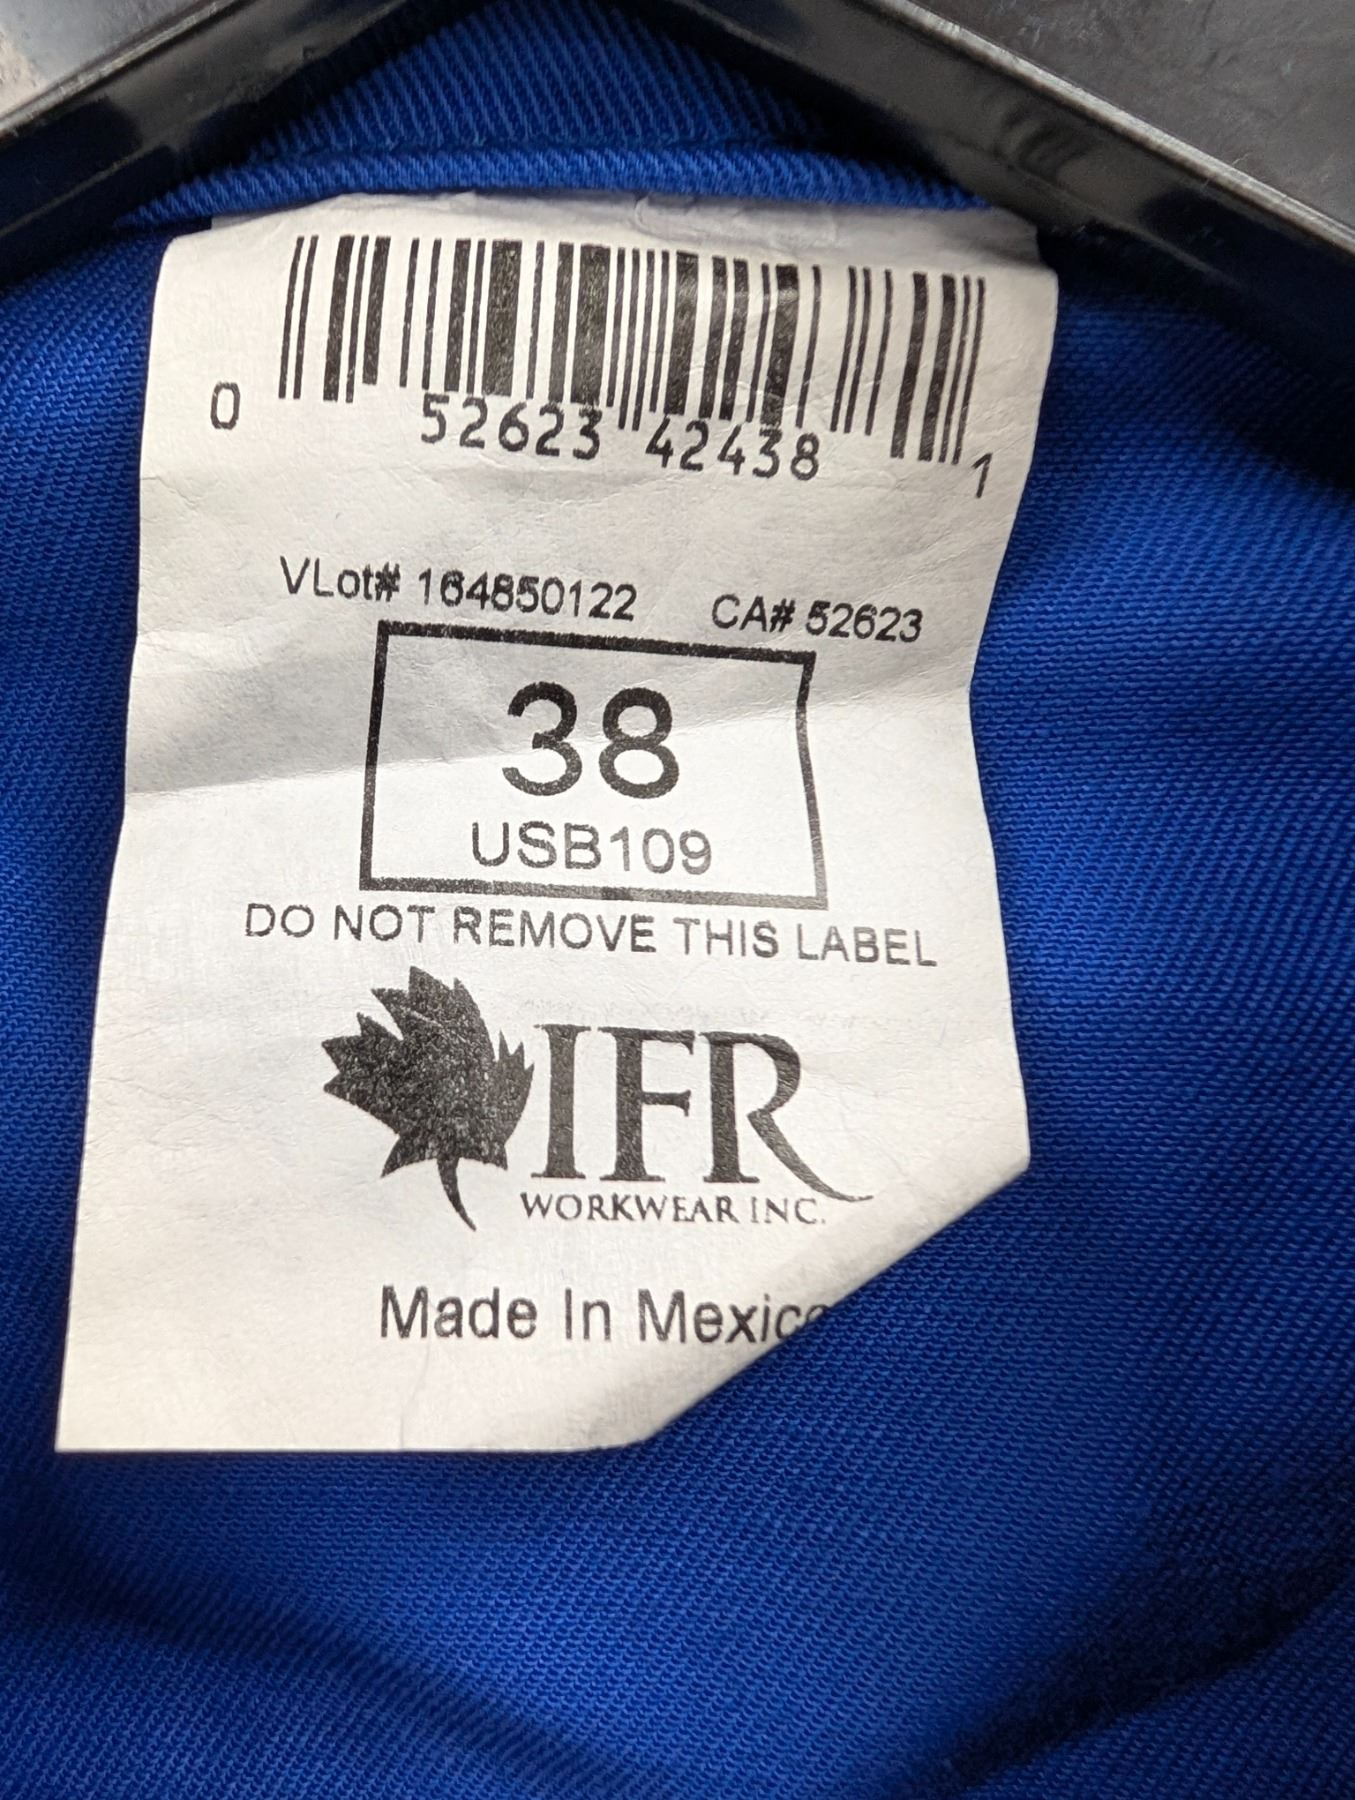 0 52623 42438 1
VLot# 164850122 CA# 52623
38
USB109
DO NOT REMOVE THIS LABEL
IFR
WORKWEAR INC.
Made In Mexico